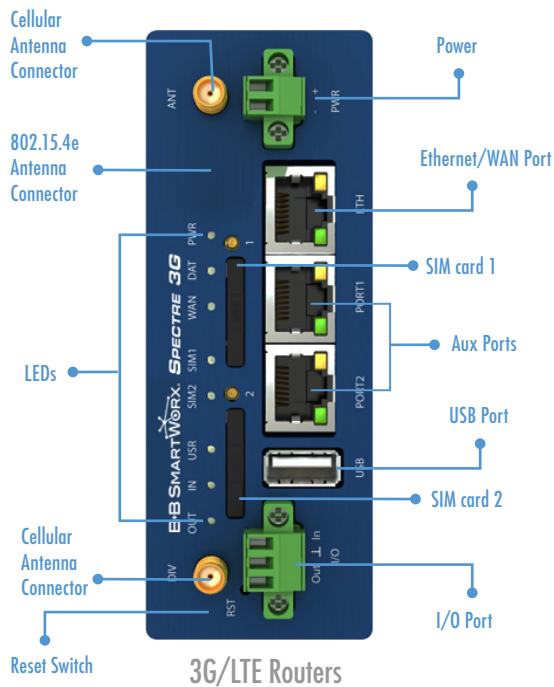 Cellular
Antenna
Connector
Power
802.15.4e
Antenna
Connector
Ethernet/WAN Port
SIM card 1
Aux Ports
LEDs
USB Port
SIM card 2
Cellular
Antenna
Connector
I/O Port
Reset Switch
ANT
- +
PWR
ETH
PORT1
PORT2
USB
Out ⊥ In
I/O
PWR
DAT
WAN
SIM1
SIM2
USR
IN
OUT
1
2
DIV
RST
B+B SMARTWORX. SPECTRE 3G
3G/LTE Routers